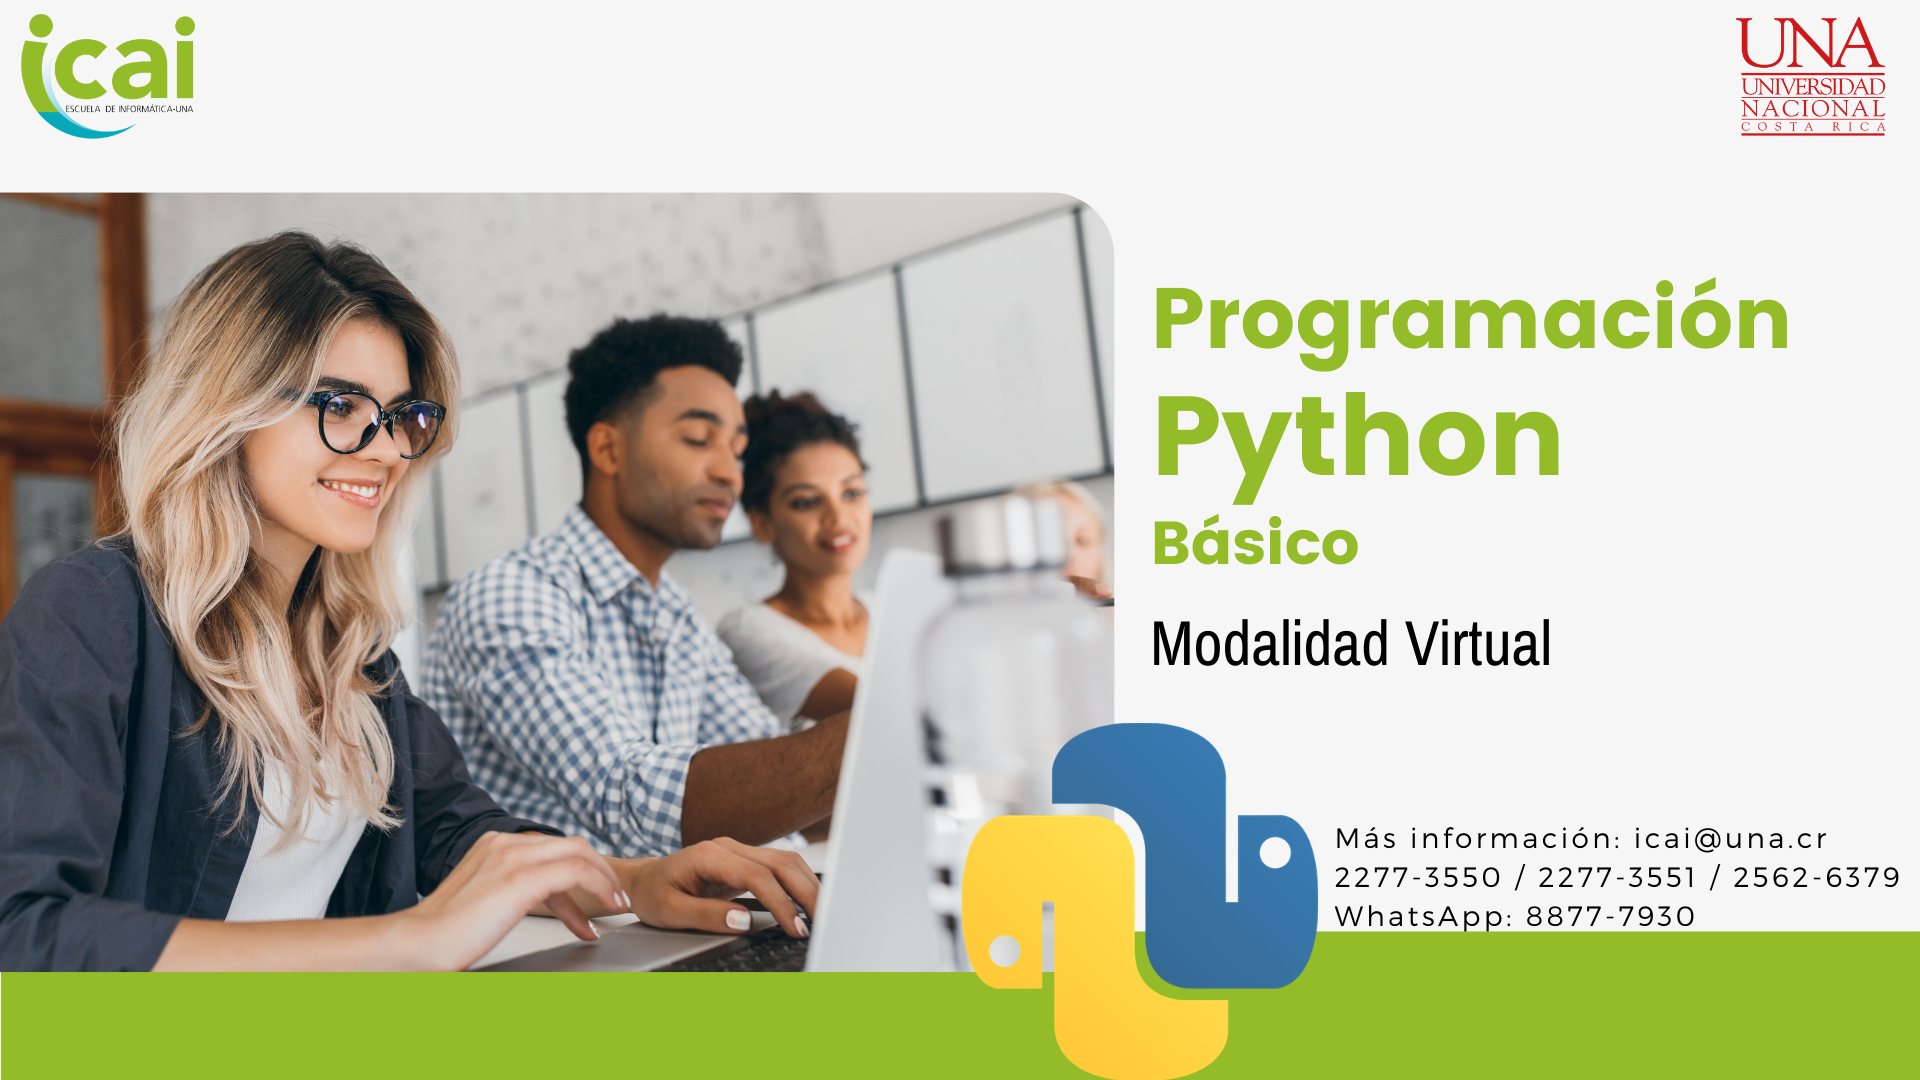 icai
ESCUELA DE INFORMÁTICA-UNA
UNA
UNIVERSIDAD
NACIONAL
COSTA RICA
Programación
Python
Básico
Modalidad Virtual
Más información: icai@una.cr
2277-3550 / 2277-3551 / 2562-6379
WhatsApp: 8877-7930